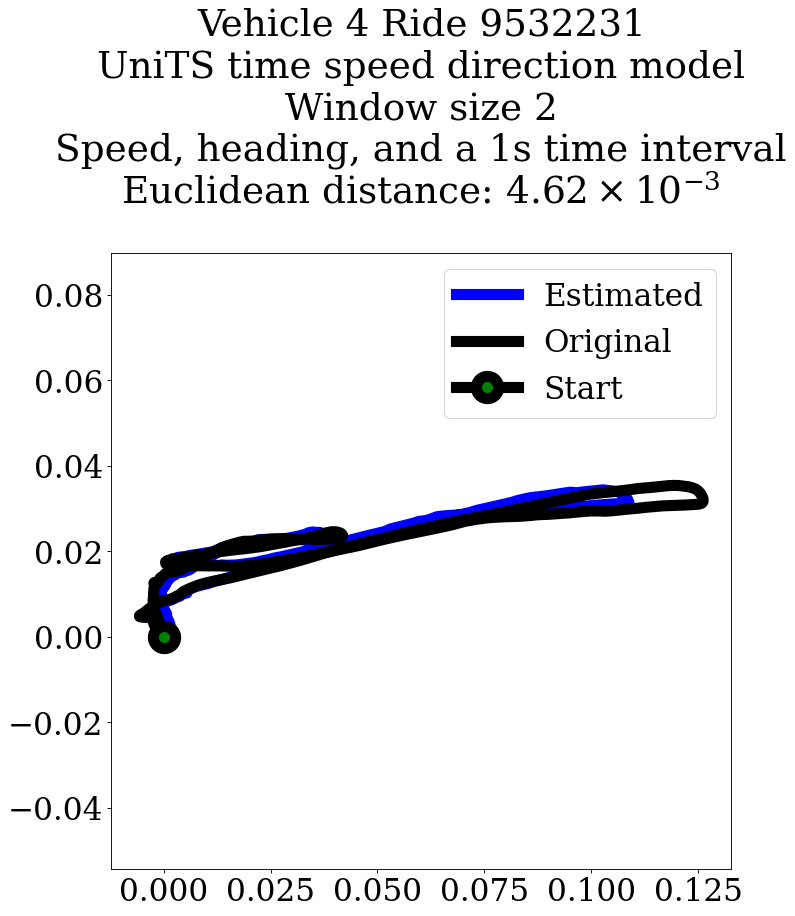 Vehicle 4 Ride 9532231
UniTS time speed direction model
Window size 2
Speed, heading, and a 1s time interval
Euclidean distance: 4.62 × 10⁻³
Estimated
Original
Start
0.08
0.06
0.04
0.02
0.00
−0.02
−0.04
0.000 0.025 0.050 0.075 0.100 0.125